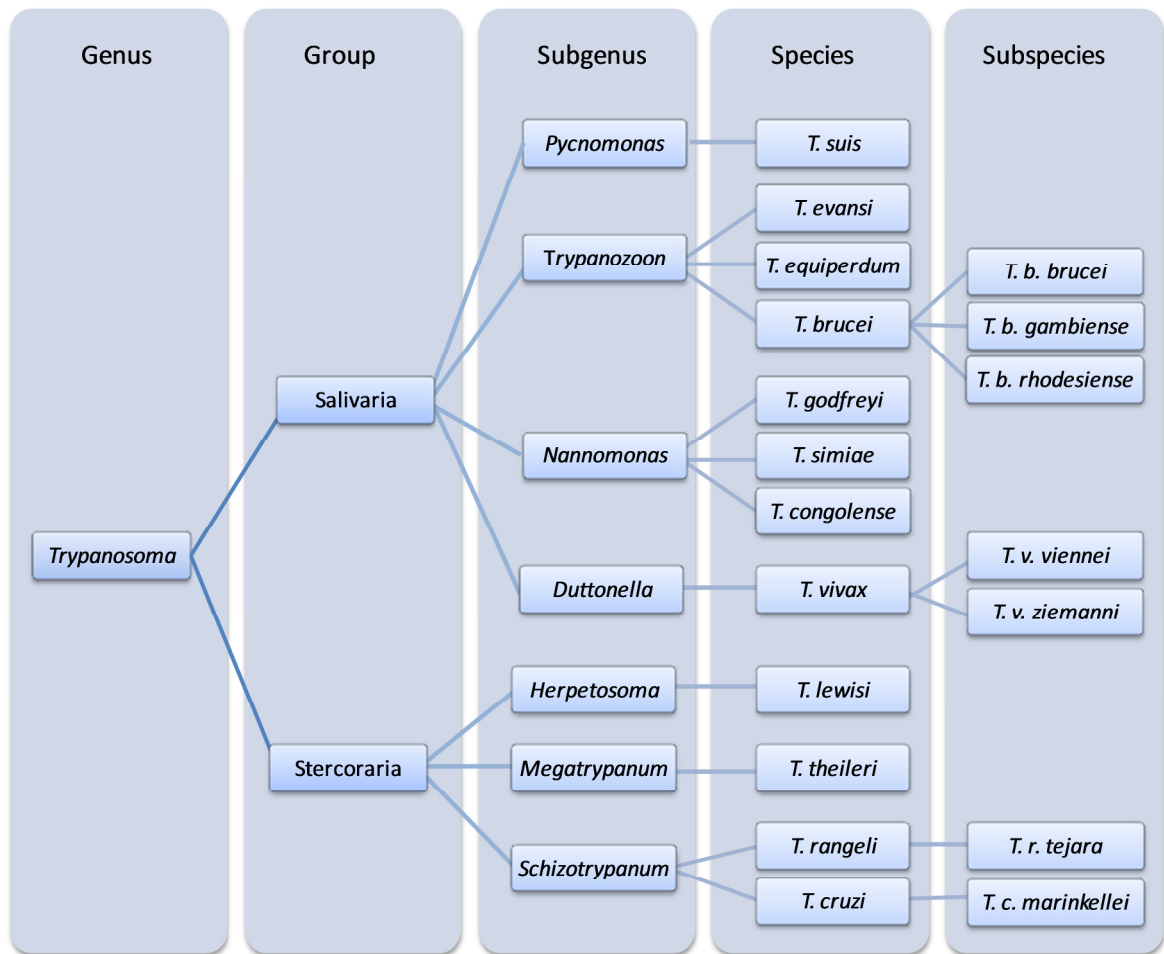 Genus
Group
Subgenus
Species
Subspecies
Pycnomonas
T. suis
T. evansi
Trypanozoon
T. equiperdum
T. b. brucei
T. brucei
T. b. gambiense
T. b. rhodesiense
Salivaria
T. godfreyi
Nannomonas
T. simiae
T. congolense
Trypanosoma
T. v. viennei
Duttonella
T. vivax
T. v. ziemanni
Herpetosoma
T. lewisi
Stercoraria
Megatrypanum
T. theileri
T. rangeli
T. r. tejara
Schizotrypanum
T. cruzi
T. c. marinkellei